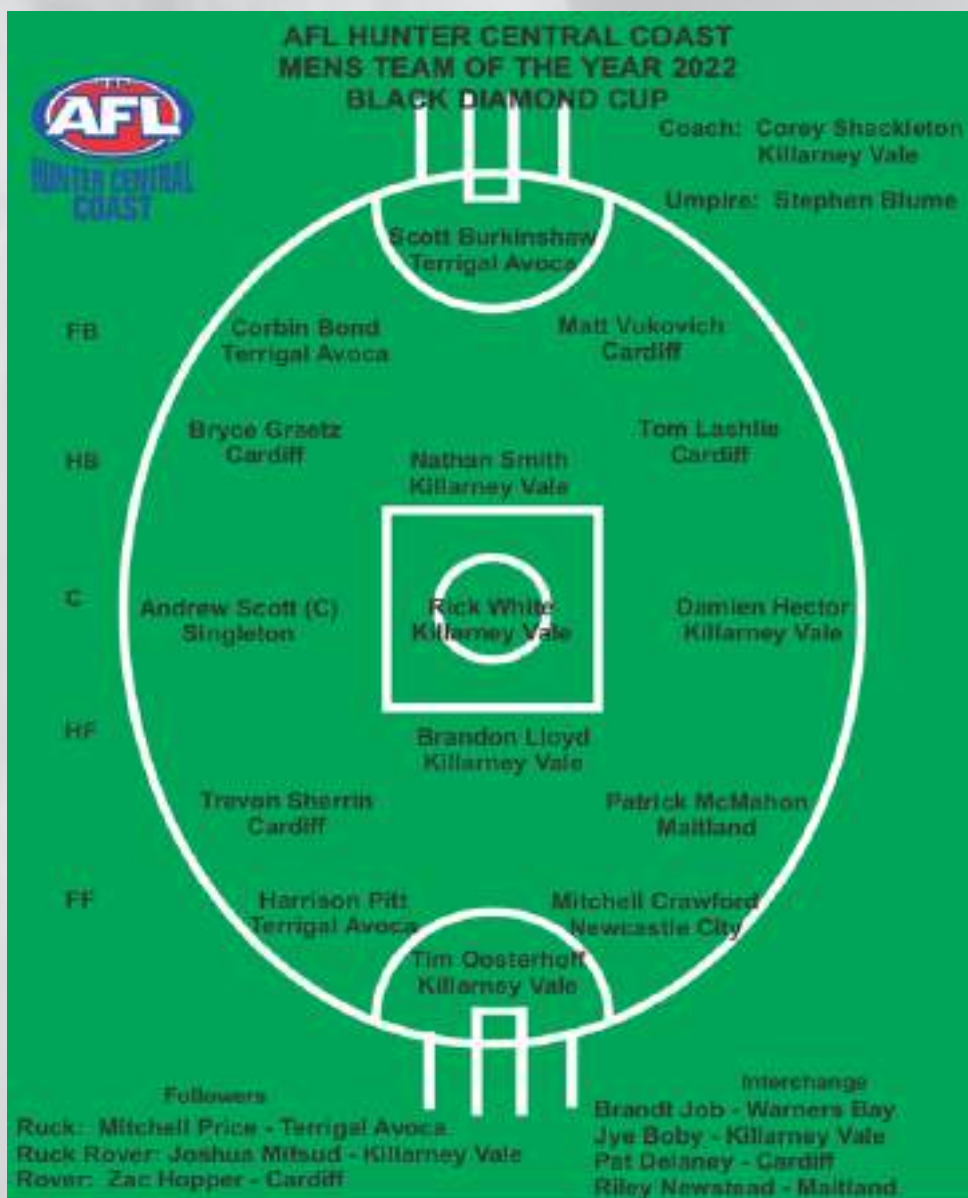 AFL HUNTER CENTRAL COAST
MENS TEAM OF THE YEAR 2022
BLACK DIAMOND CUP
AFL
HUNTER CENTRAL
COAST
Coach: Corey Shackleton
Killarney Vale
Umpire: Stephen Blume
Scott Burkinshaw
Terrigal Avoca
FB
Corbin Bond
Terrigal Avoca
Matt Vukovich
Cardiff
HB
Bryce Graetz
Cardiff
Nathan Smith
Killarney Vale
Tom Lashlie
Cardiff
C
Andrew Scott (C)
Singleton
Rick White
Killarney Vale
Damien Hector
Killarney Vale
HF
Brandon Lloyd
Killarney Vale
Trevon Sherrin
Cardiff
Patrick McMahon
Maitland
FF
Harrison Pitt
Terrigal Avoca
Mitchell Crawford
Newcastle City
Tim Oosterhoff
Killarney Vale
Followers
Ruck: Mitchell Price - Terrigal Avoca
Ruck Rover: Joshua Mifsud - Killarney Vale
Rover: Zac Hopper - Cardiff
Interchange
Brandt Job - Warners Bay
Jye Boby - Killarney Vale
Pat Delaney - Cardiff
Riley Newstead - Maitland